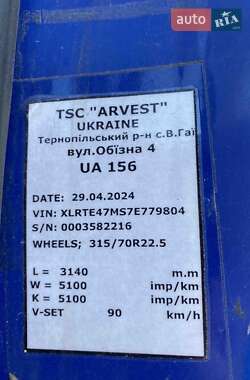 AUTO RIA
TSC "ARVEST"
UKRAINE
Тернопільський р-н с.В.Гаї
вул.Обїзна 4
UA 156
DATE: 29.04.2024
VIN: XLRTE47MS7E779804
S/N: 0003582216
WHEELS; 315/70R22.5
L = 3140 m.m
W = 5100 imp/km
K = 5100 imp/km
V-SET 90 km/h